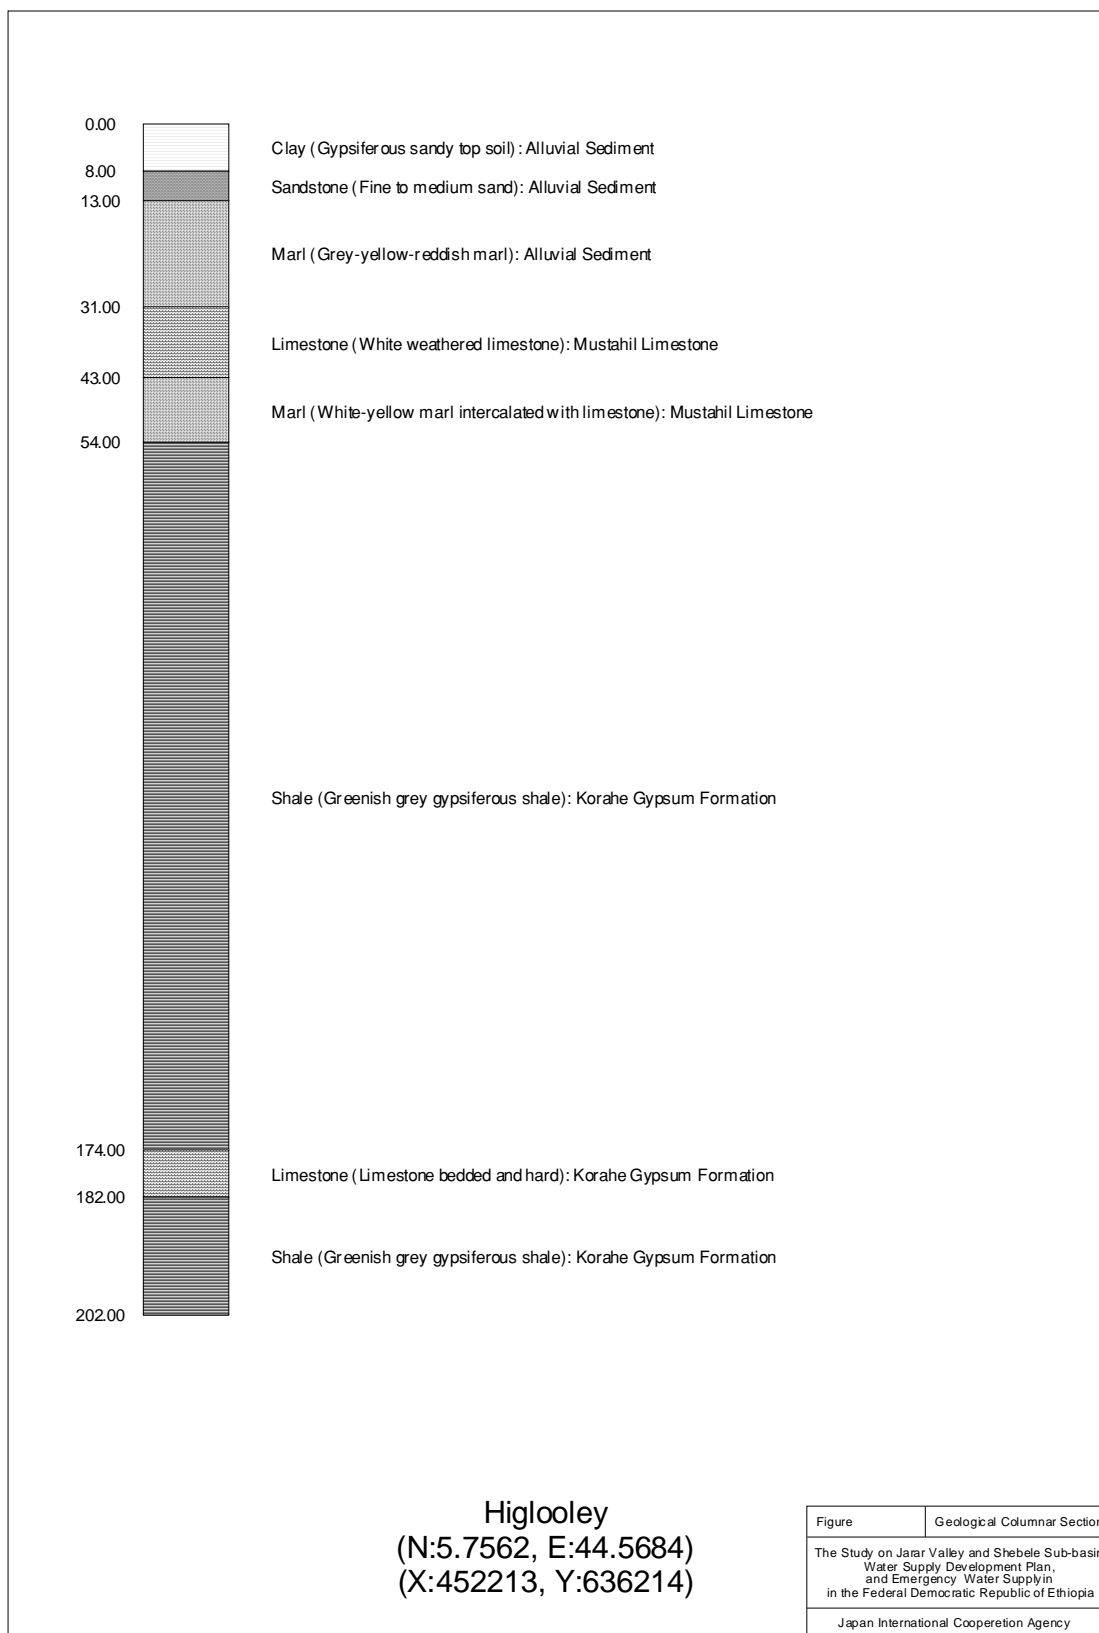 0.00
Clay (Gypsiferous sandy top soil): Alluvial Sediment
8.00
Sandstone (Fine to medium sand): Alluvial Sediment
13.00
Marl (Grey-yellow-reddish marl): Alluvial Sediment
31.00
Limestone (White weathered limestone): Mustahil Limestone
43.00
Marl (White-yellow marl intercalated with limestone): Mustahil Limestone
54.00
Shale (Greenish grey gypsiferous shale): Korahe Gypsum Formation
174.00
Limestone (Limestone bedded and hard): Korahe Gypsum Formation
182.00
Shale (Greenish grey gypsiferous shale): Korahe Gypsum Formation
202.00
Higlooley
(N:5.7562, E:44.5684)
(X:452213, Y:636214)
Figure Geological Columnar Section
The Study on Jarar Valley and Shebele Sub-basin
Water Supply Development Plan,
and Emergency Water Supplyin
in the Federal Democratic Republic of Ethiopia
Japan International Cooperetion Agency